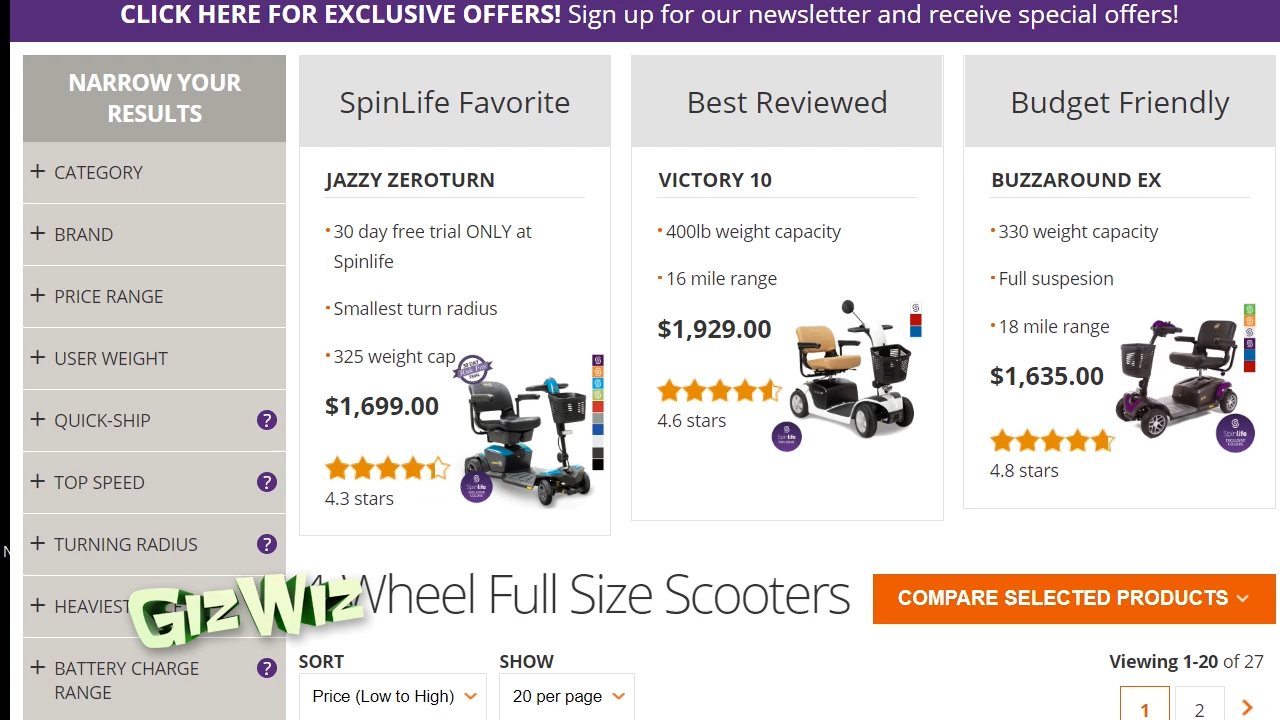 CLICK HERE FOR EXCLUSIVE OFFERS! Sign up for our newsletter and receive special offers!
NARROW YOUR
RESULTS
+ CATEGORY
+ BRAND
+ PRICE RANGE
+ USER WEIGHT
+ QUICK-SHIP ?
+ TOP SPEED ?
+ TURNING RADIUS ?
+ HEAVIEST
+ BATTERY CHARGE ?
RANGE
SpinLife Favorite
JAZZY ZEROTURN
30 day free trial ONLY at
Spinlife
Smallest turn radius
325 weight cap
$1,699.00
4.3 stars
Spinlife
Best Reviewed
VICTORY 10
400lb weight capacity
16 mile range
$1,929.00
4.6 stars
Spinlife
Budget Friendly
BUZZAROUND EX
330 weight capacity
Full suspesion
18 mile range
$1,635.00
4.8 stars
Spinlife
EXCLUSIVE
COLORS
GIZWIZ
4 Wheel Full Size Scooters
COMPARE SELECTED PRODUCTS
SORT
Price (Low to High)
SHOW
20 per page
Viewing 1-20 of 27
1 2